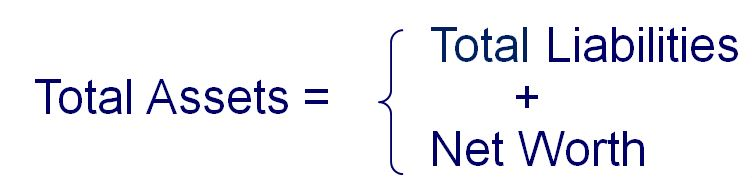 Total Liabilities
Total Assets =
+
Net Worth